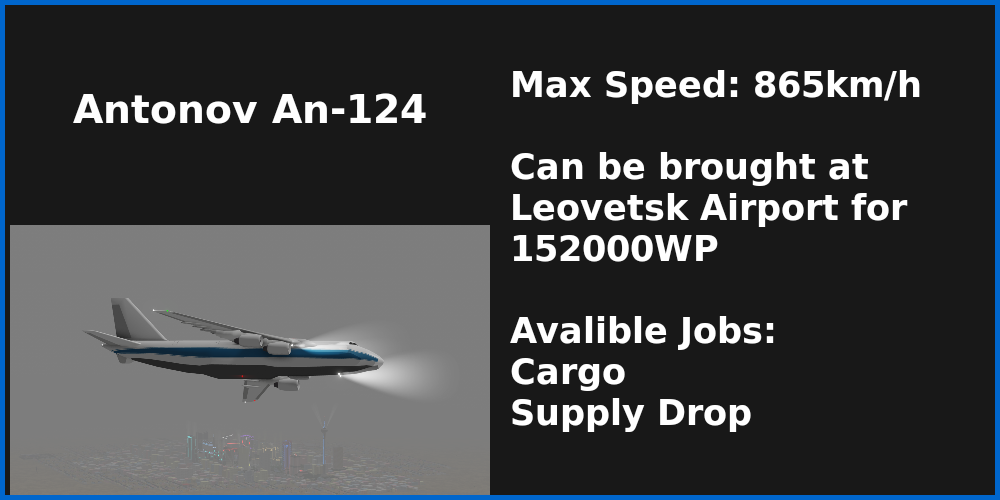 Antonov An-124
Max Speed: 865km/h
Can be brought at
Leovetsk Airport for
152000WP
Avalible Jobs:
Cargo
Supply Drop